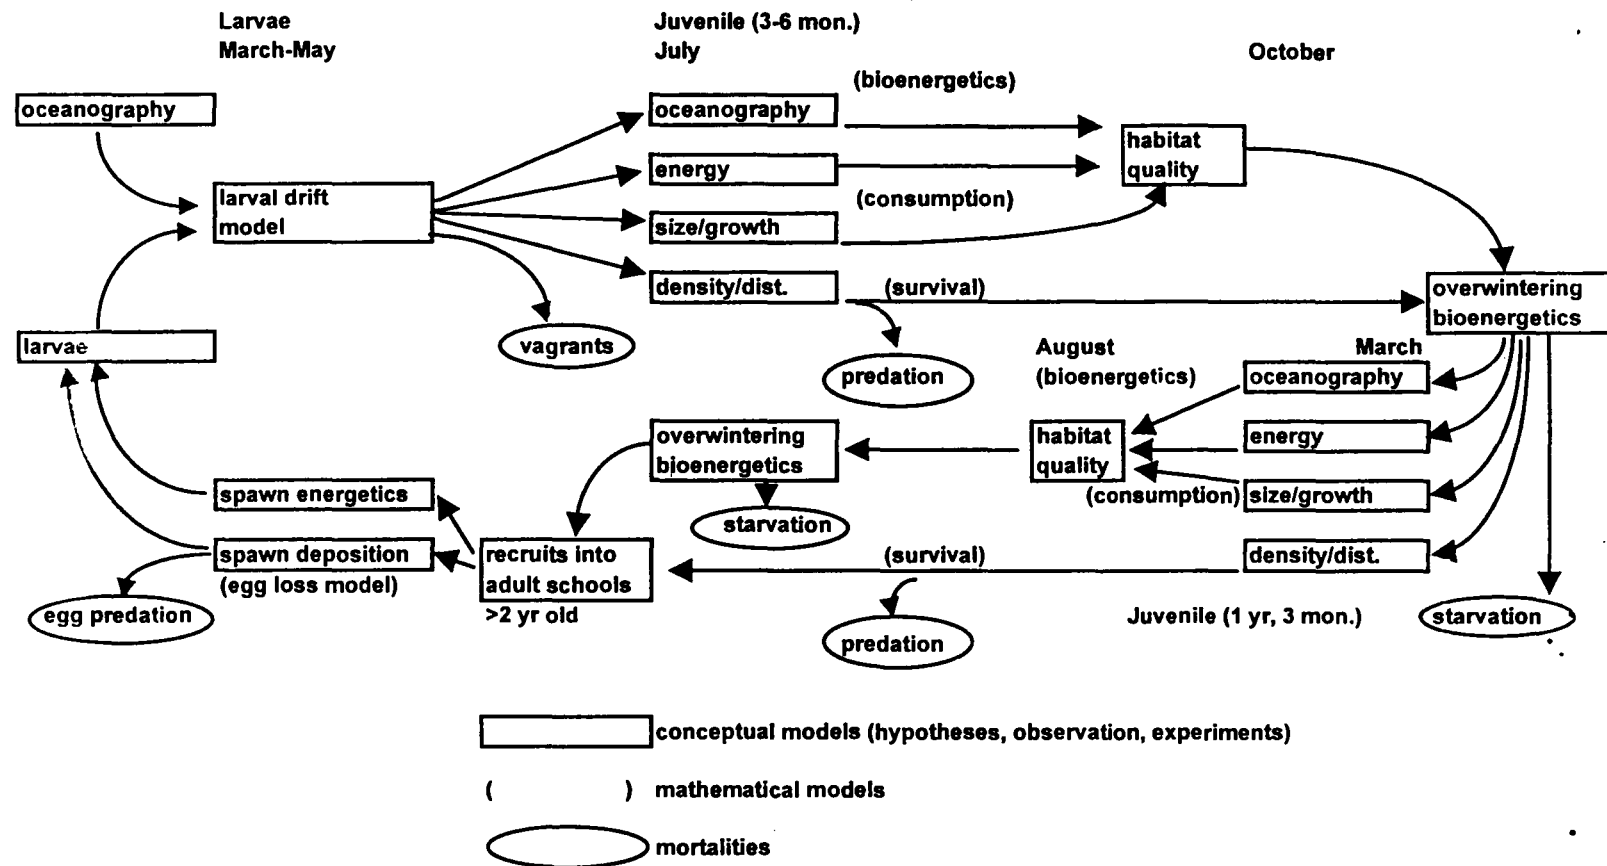 Larvae
March-May
Juvenile (3-6 mon.)
July
October
oceanography
larval drift
model
larvae
oceanography
energy
size/growth
density/dist.
(bioenergetics)
(consumption)
(survival)
habitat
quality
vagrants
predation
overwintering
bioenergetics
August
(bioenergetics)
March
oceanography
energy
size/growth
density/dist.
habitat
quality
(consumption)
overwintering
bioenergetics
starvation
spawn energetics
spawn deposition
(egg loss model)
egg predation
recruits into
adult schools
>2 yr old
(survival)
predation
Juvenile (1 yr, 3 mon.)
starvation
conceptual models (hypotheses, observation, experiments)
( ) mathematical models
mortalities